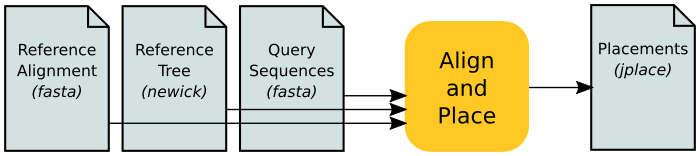 Reference
Alignment
(fasta)
Reference
Tree
(newick)
Query
Sequences
(fasta)
Align
and
Place
Placements
(jplace)